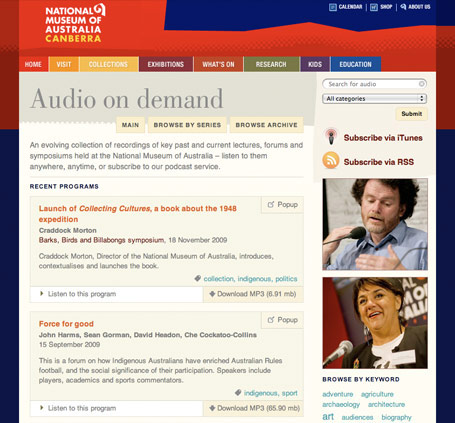 NATIONAL
MUSEUM OF
AUSTRALIA
CANBERRA
CALENDAR
SHOP
ABOUT US
HOME
VISIT
COLLECTIONS
EXHIBITIONS
WHAT'S ON
RESEARCH
KIDS
EDUCATION
Audio on demand
MAIN
BROWSE BY SERIES
BROWSE ARCHIVE
An evolving collection of recordings of key past and current lectures, forums and
symposiums held at the National Museum of Australia – listen to them
anywhere, anytime, or subscribe to our podcast service.
RECENT PROGRAMS
Popup
Launch of Collecting Cultures, a book about the 1948
expedition
Craddock Morton
Barks, Birds and Billabongs symposium, 18 November 2009
Craddock Morton, Director of the National Museum of Australia, introduces,
contextualises and launches the book.
collection, indigenous, politics
Listen to this program
Download MP3 (6.91 mb)
Popup
Force for good
John Harms, Sean Gorman, David Headon, Che Cockatoo-Collins
15 September 2009
This is a forum on how Indigenous Australians have enriched Australian Rules
football, and the social significance of their participation. Speakers include
players, academics and sports commentators.
indigenous, sport
Listen to this program
Download MP3 (65.90 mb)
Search for audio
All categories
Submit
Subscribe via iTunes
Subscribe via RSS
BROWSE BY KEYWORD
adventure agriculture
archaeology architecture
art audiences biography